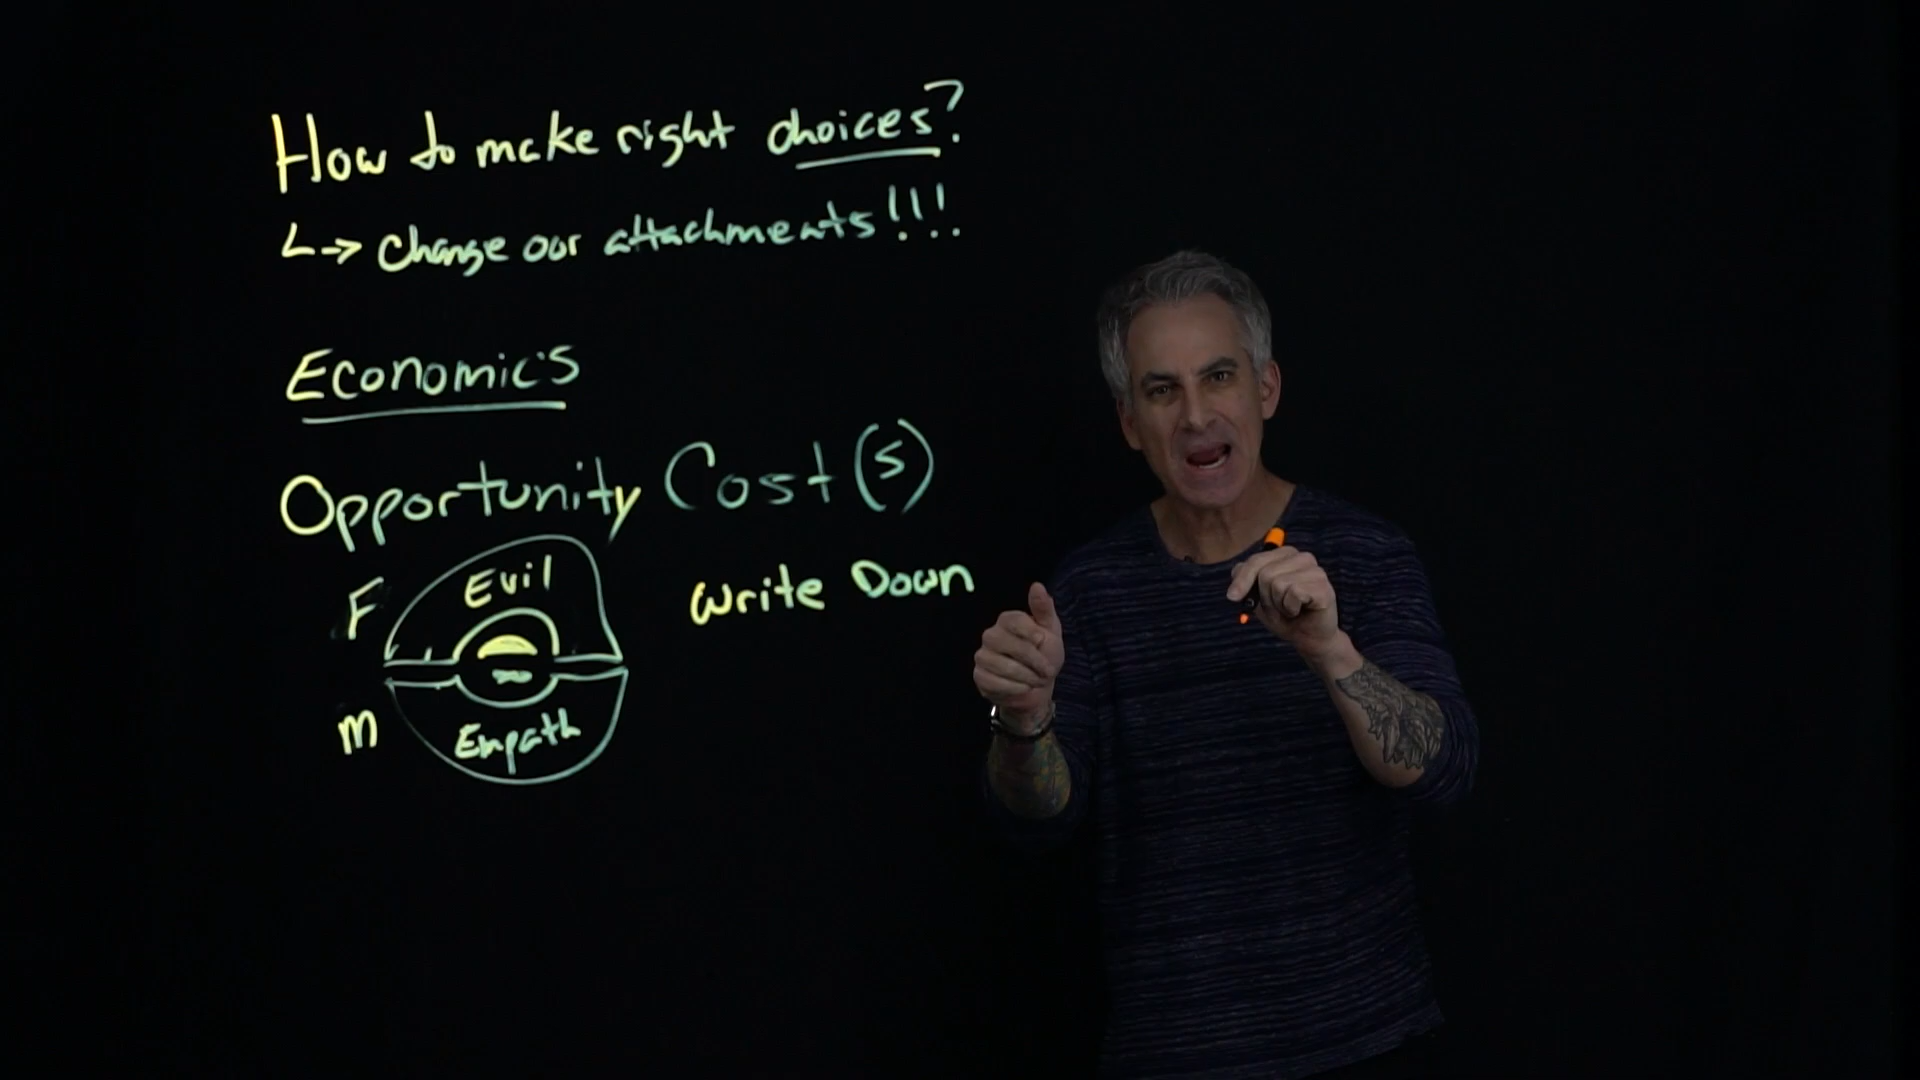 How to make right choices?
↳ Change our attachments!!!
Economics
Opportunity Cost(s)
F
Evil
Write Down
M
Empath